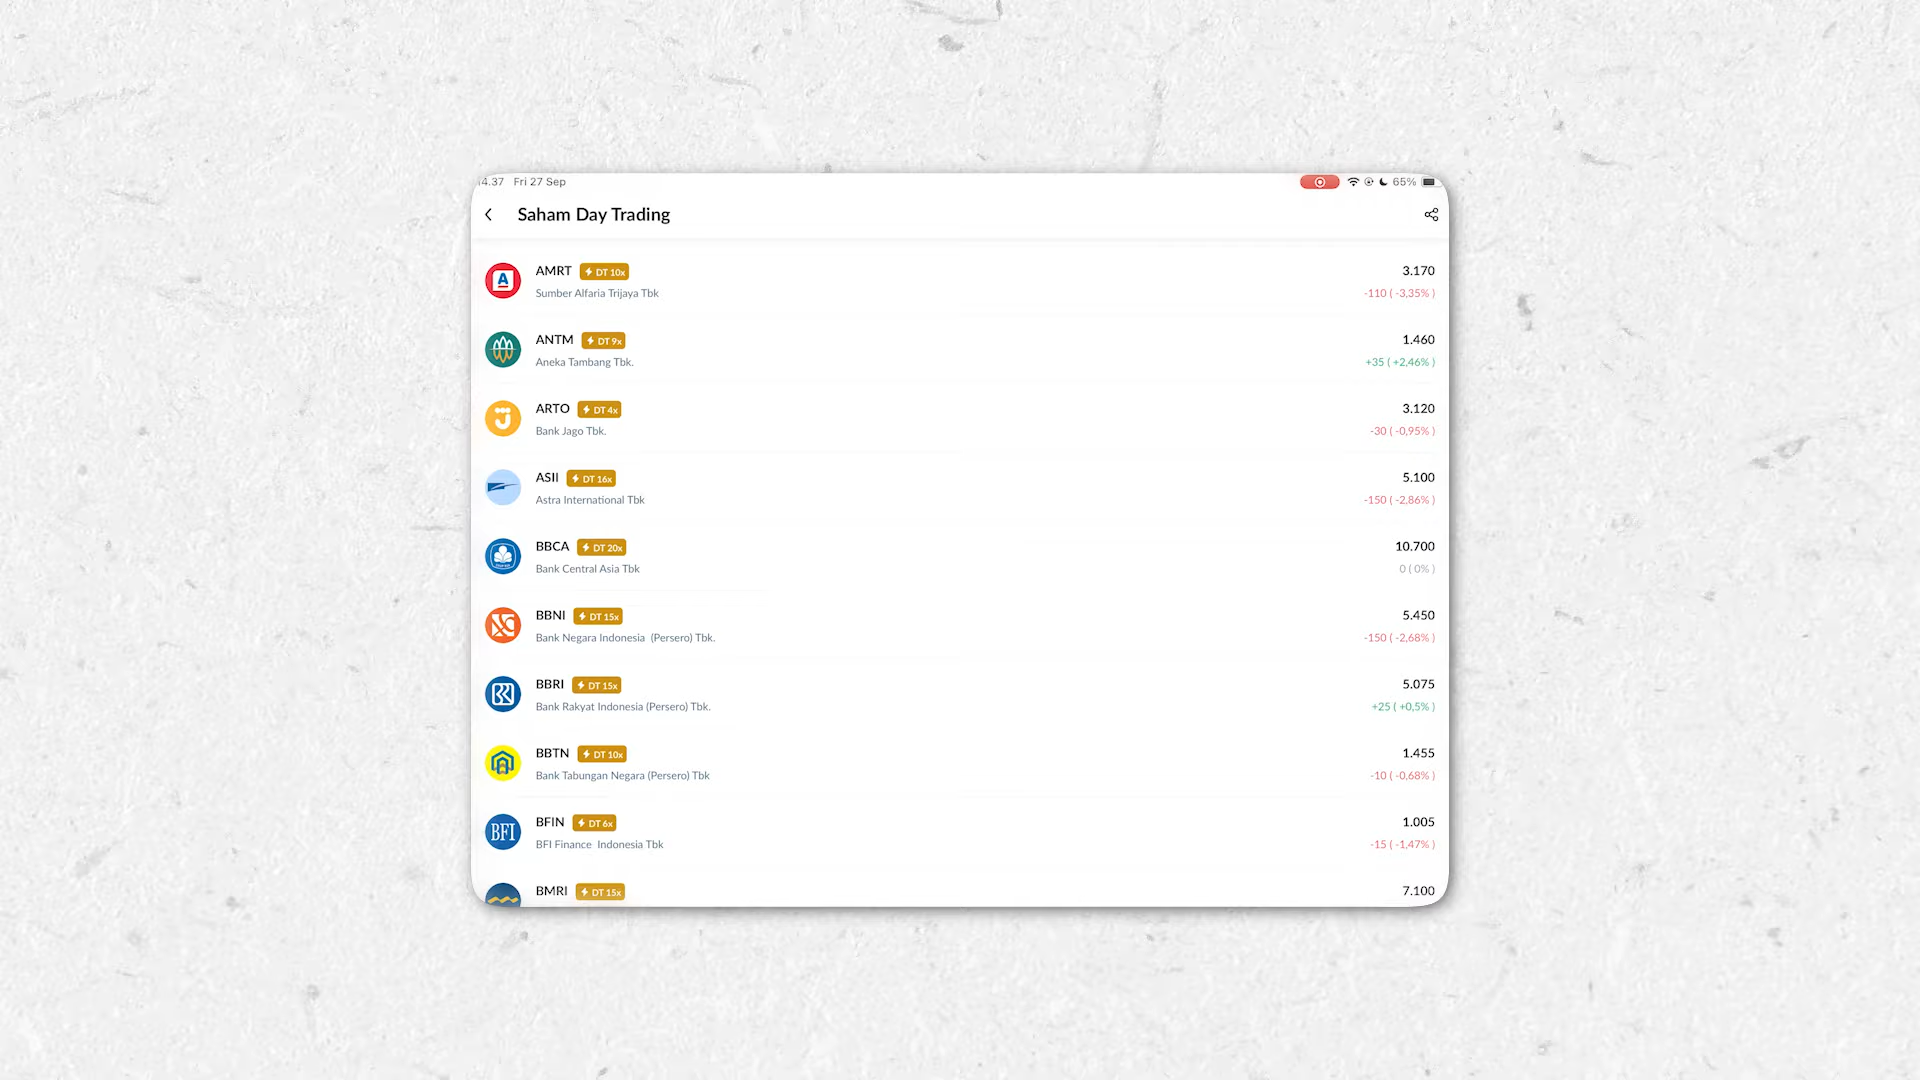 4.37 Fri 27 Sep 65%
Saham Day Trading
AMRT DT 10x 3.170
Sumber Alfaria Trijaya Tbk -110 ( -3,35% )
ANTM DT 9x 1.460
Aneka Tambang Tbk. +35 ( +2,46% )
ARTO DT 4x 3.120
Bank Jago Tbk. -30 ( -0,95% )
ASII DT 16x 5.100
Astra International Tbk -150 ( -2,86% )
BBCA DT 20x 10.700
Bank Central Asia Tbk 0 ( 0% )
BBNI DT 15x 5.450
Bank Negara Indonesia (Persero) Tbk. -150 ( -2,68% )
BBRI DT 15x 5.075
Bank Rakyat Indonesia (Persero) Tbk. +25 ( +0,5% )
BBTN DT 10x 1.455
Bank Tabungan Negara (Persero) Tbk -10 ( -0,68% )
BFI
BFIN DT 6x 1.005
BFI Finance Indonesia Tbk -15 ( -1,47% )
BMRI DT 15x 7.100